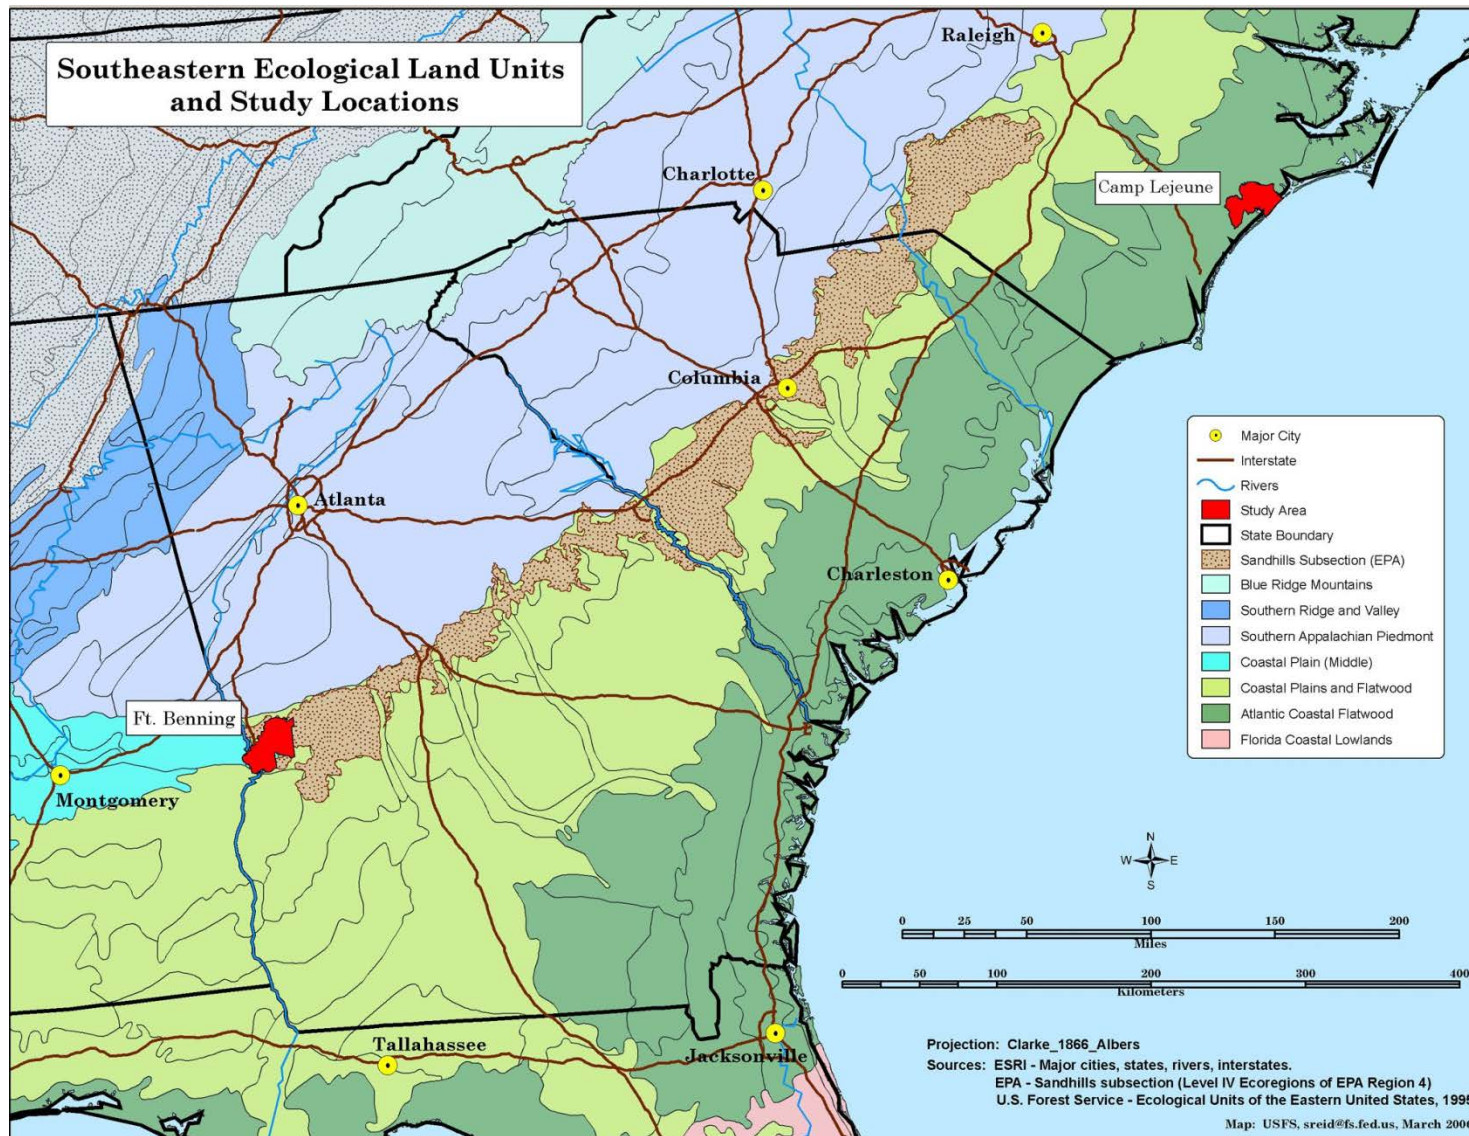 Southeastern Ecological Land Units
and Study Locations
Raleigh
Charlotte
Camp Lejeune
Columbia
Atlanta
Charleston
Ft. Benning
Montgomery
Tallahassee
Jacksonville
Major City
Interstate
Rivers
Study Area
State Boundary
Sandhills Subsection (EPA)
Blue Ridge Mountains
Southern Ridge and Valley
Southern Appalachian Piedmont
Coastal Plain (Middle)
Coastal Plains and Flatwood
Atlantic Coastal Flatwood
Florida Coastal Lowlands
N
W E
S
0 25 50 100 150 200
Miles
0 50 100 200 300 400
Kilometers
Projection: Clarke_1866_Albers
Sources: ESRI - Major cities, states, rivers, interstates.
EPA - Sandhills subsection (Level IV Ecoregions of EPA Region 4)
U.S. Forest Service - Ecological Units of the Eastern United States, 1995
Map: USFS, sreid@fs.fed.us, March 2006